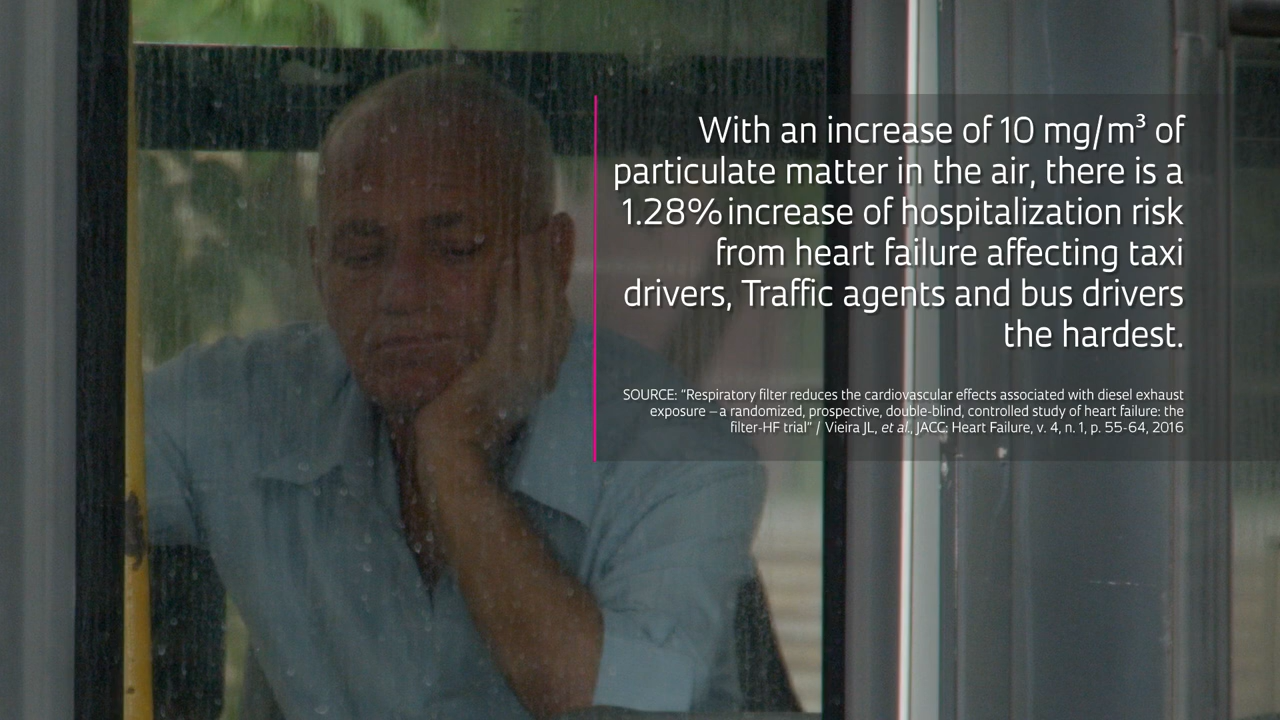 With an increase of 10 mg/m³ of
particulate matter in the air, there is a
1.28% increase of hospitalization risk
from heart failure affecting taxi
drivers, Traffic agents and bus drivers
the hardest.
SOURCE: “Respiratory filter reduces the cardiovascular effects associated with diesel exhaust
exposure – a randomized, prospective, double-blind, controlled study of heart failure: the
filter-HF trial” / Vieira JL, et al., JACC: Heart Failure, v. 4, n. 1, p. 55-64, 2016